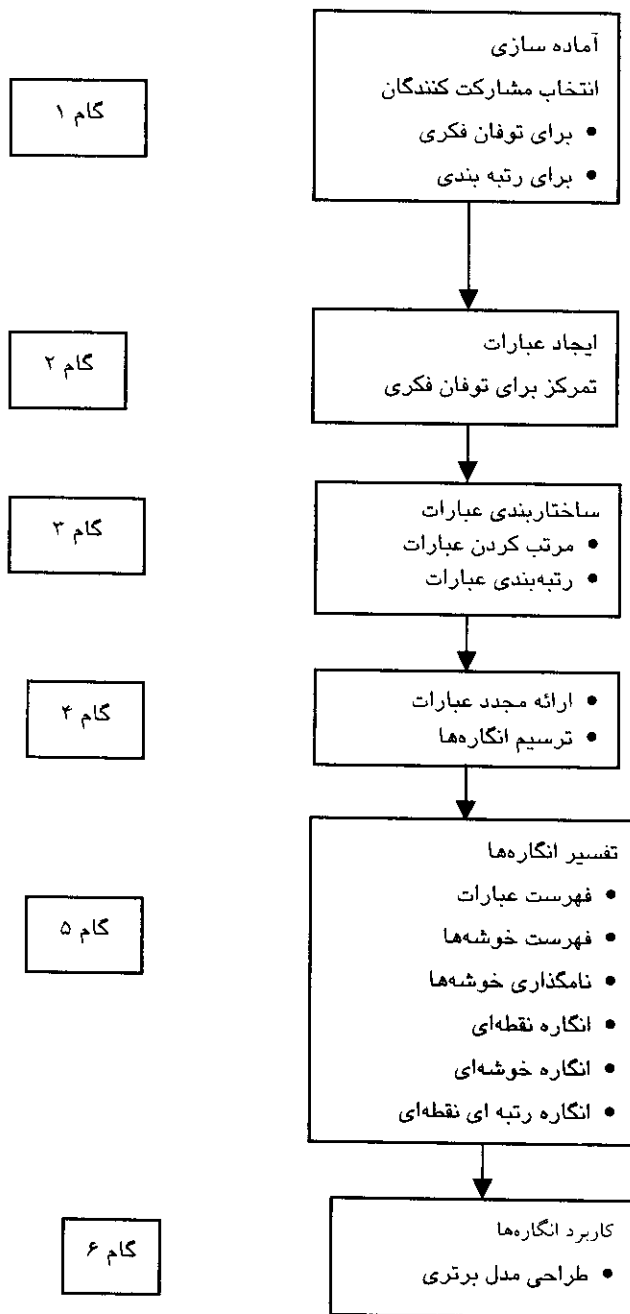 آماده سازی
انتخاب مشارکت کنندگان
• برای توفان فکری
• برای رتبه بندی
گام ۱
ایجاد عبارات
تمرکز برای توفان فکری
گام ۲
ساختاربندی عبارات
• مرتب کردن عبارات
• رتبه‌بندی عبارات
گام ۳
• ارائه مجدد عبارات
• ترسیم انگاره‌ها
گام ۴
تفسیر انگاره‌ها
• فهرست عبارات
• فهرست خوشه‌ها
• نامگذاری خوشه‌ها
• انگاره نقطه‌ای
• انگاره خوشه‌ای
• انگاره رتبه ای نقطه‌ای
گام ۵
کاربرد انگاره‌ها
• طراحی مدل برتری
گام ۶